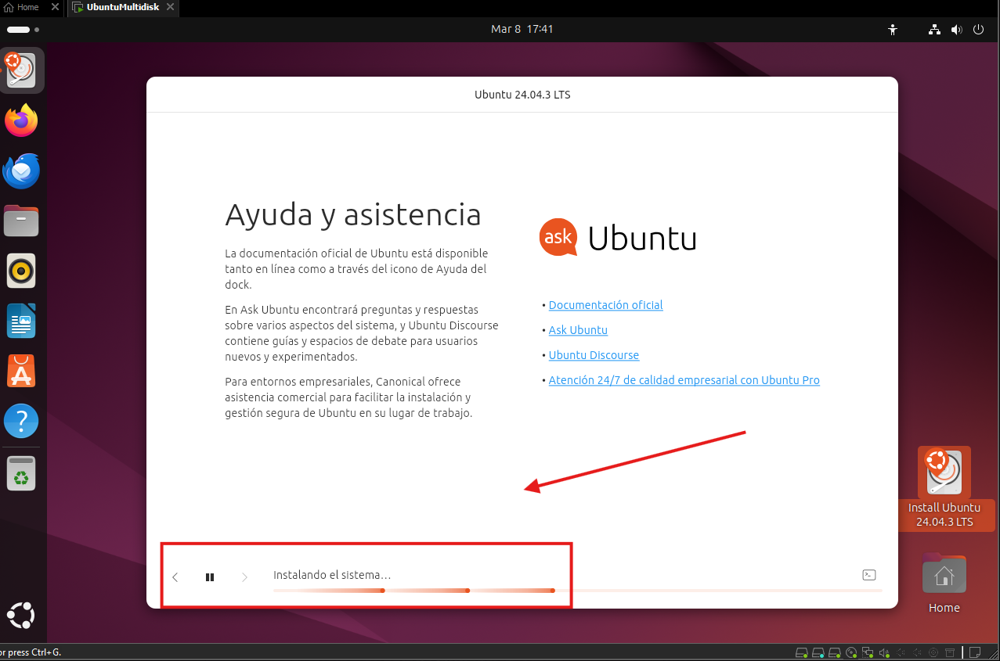 Home
UbuntuMultidisk
Mar 8 17:41
Ubuntu 24.04.3 LTS
Ayuda y asistencia
La documentación oficial de Ubuntu está disponible
tanto en línea como a través del icono de Ayuda del
dock.
En Ask Ubuntu encontrará preguntas y respuestas
sobre varios aspectos del sistema, y Ubuntu Discourse
contiene guías y espacios de debate para usuarios
nuevos y experimentados.
Para entornos empresariales, Canonical ofrece
asistencia comercial para facilitar la instalación y
gestión segura de Ubuntu en su lugar de trabajo.
ask Ubuntu
• Documentación oficial
• Ask Ubuntu
• Ubuntu Discourse
• Atención 24/7 de calidad empresarial con Ubuntu Pro
Instalando el sistema...
Install Ubuntu
24.04.3 LTS
Home
or press Ctrl+G.